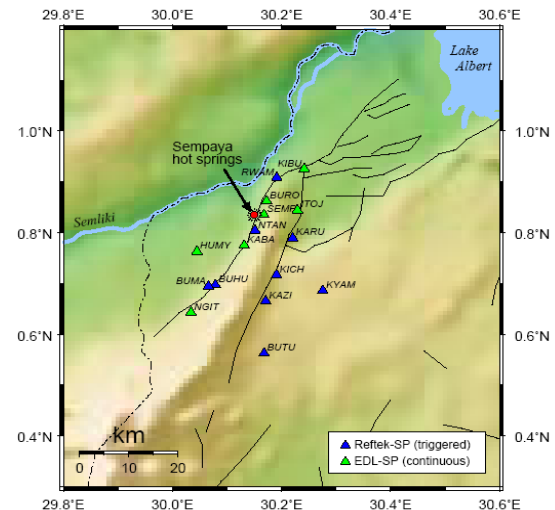 29.8°E 30.0°E 30.2°E 30.4°E 30.6°E
Lake
Albert
1.0°N 1.0°N
Sempaya
hot springs
KIBU
RWAM
BURO
SEMP
ITOJ
Semliki
NTAN
0.8°N 0.8°N
KARU
HUMY
KABA
KICH
BUMA
BUHU
KYAM
KAZI
NGIT
0.6°N 0.6°N
BUTU
km
0.4°N 0.4°N
0 10 20
Reftek-SP (triggered)
EDL-SP (continuous)
29.8°E 30.0°E 30.2°E 30.4°E 30.6°E